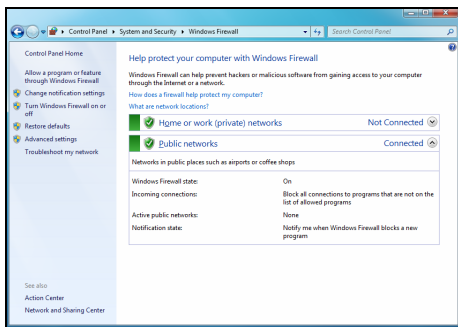 Control Panel ▸ System and Security ▸ Windows Firewall
Search Control Panel
Control Panel Home
Allow a program or feature
through Windows Firewall
Change notification settings
Turn Windows Firewall on or
off
Restore defaults
Advanced settings
Troubleshoot my network
See also
Action Center
Network and Sharing Center
Help protect your computer with Windows Firewall
Windows Firewall can help prevent hackers or malicious software from gaining access to your computer
through the Internet or a network.
How does a firewall help protect my computer?
What are network locations?
Home or work (private) networks Not Connected
Public networks Connected
Networks in public places such as airports or coffee shops
Windows Firewall state: On
Incoming connections: Block all connections to programs that are not on the
list of allowed programs
Active public networks: None
Notification state: Notify me when Windows Firewall blocks a new
program